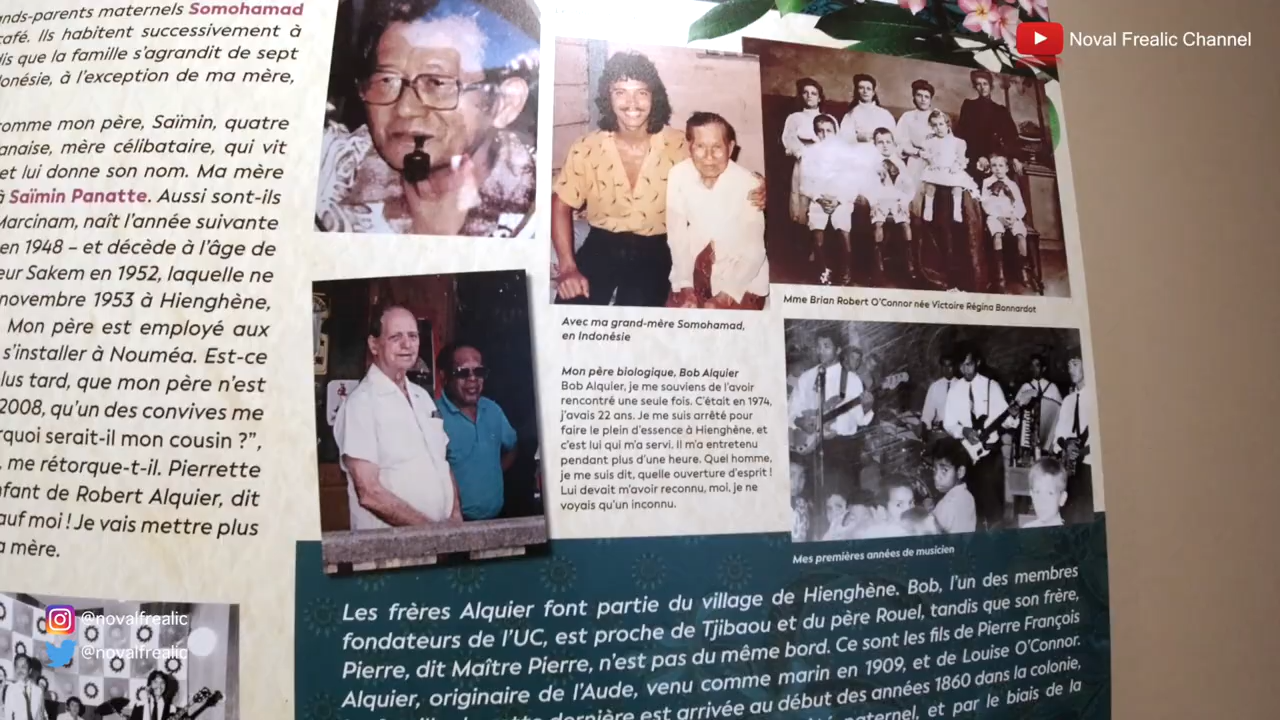 ands-parents maternels Somohamad
café. Ils habitent successivement à
dis que la famille s'agrandit de sept
donésie, à l'exception de ma mère,
comme mon père, Saïmin, quatre
anaise, mère célibataire, qui vit
et lui donne son nom. Ma mère
à Saïmin Panatte. Aussi sont-ils
Marcinam, naît l'année suivante
en 1948 – et décède à l'âge de
eur Sakem en 1952, laquelle ne
novembre 1953 à Hienghène,
Mon père est employé aux
s'installer à Nouméa. Est-ce
lus tard, que mon père n'est
2008, qu'un des convives me
rquoi serait-il mon cousin ?",
, me rétorque-t-il. Pierrette
nfant de Robert Alquier, dit
auf moi ! Je vais mettre plus
a mère.
Avec ma grand-mère Somohamad,
en Indonésie
Mon père biologique, Bob Alquier
Bob Alquier, je me souviens de l'avoir
rencontré une seule fois. C'était en 1974,
j'avais 22 ans. Je me suis arrêté pour
faire le plein d'essence à Hienghène, et
c'est lui qui m'a servi. Il m'a entretenu
pendant plus d'une heure. Quel homme,
je me suis dit, quelle ouverture d'esprit !
Lui devait m'avoir reconnu, moi, je ne
voyais qu'un inconnu.
Mme Brian Robert O'Connor née Victoire Régina Bonnardot
Mes premières années de musicien
Les frères Alquier font partie du village de Hienghène. Bob, l'un des membres
fondateurs de l'UC, est proche de Tjibaou et du père Rouel, tandis que son frère,
Pierre, dit Maître Pierre, n'est pas du même bord. Ce sont les fils de Pierre François
Alquier, originaire de l'Aude, venu comme marin en 1909, et de Louise O'Connor.
dernière est arrivée au début des années 1860 dans la colonie,
paternel, et par le biais de la
Noval Frealic Channel
@novalfrealic
@novalfrealic